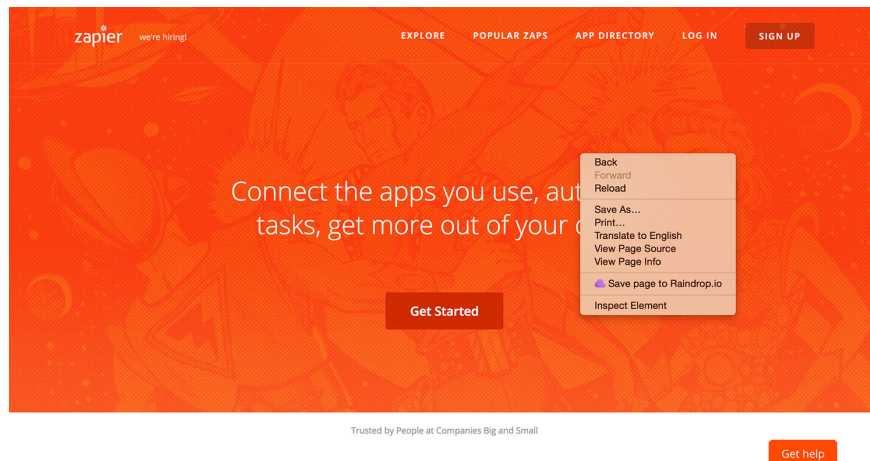 zapier we're hiring! EXPLORE POPULAR ZAPS APP DIRECTORY LOG IN SIGN UP
Connect the apps you use, aut
tasks, get more out of your
Back
Forward
Reload
Save As...
Print...
Translate to English
View Page Source
View Page Info
Save page to Raindrop.io
Inspect Element
Get Started
Trusted by People at Companies Big and Small
Get help